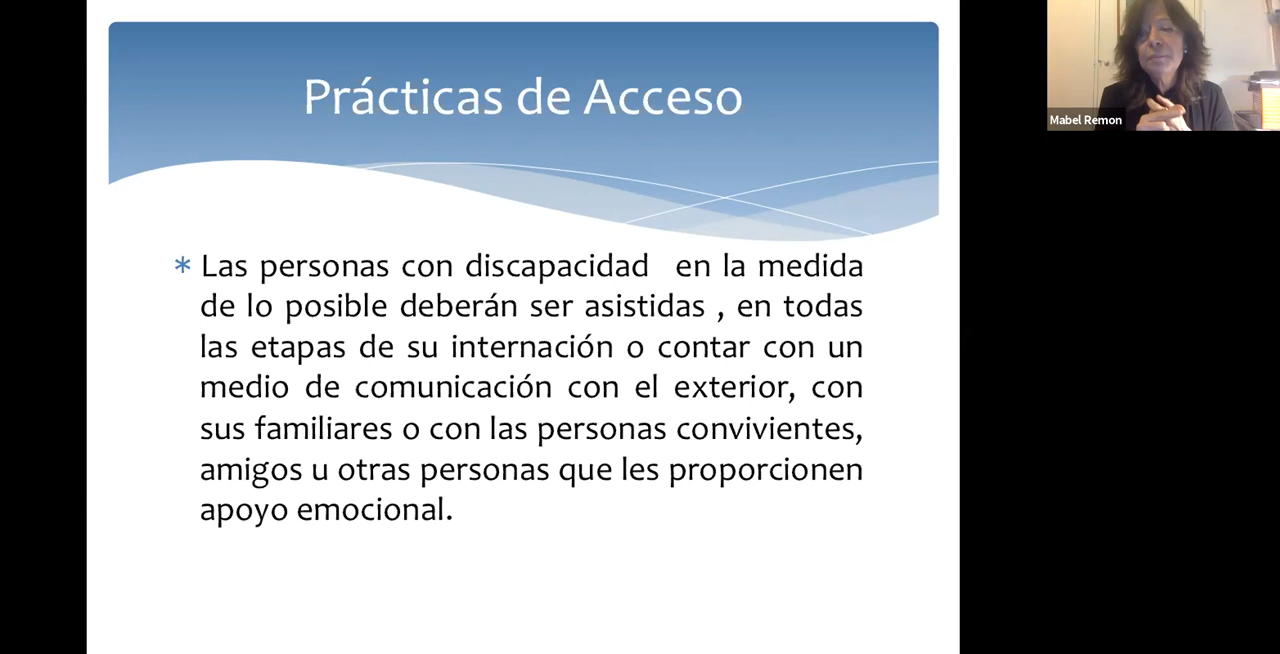 Prácticas de Acceso
Mabel Remon
* Las personas con discapacidad en la medida
de lo posible deberán ser asistidas , en todas
las etapas de su internación o contar con un
medio de comunicación con el exterior, con
sus familiares o con las personas convivientes,
amigos u otras personas que les proporcionen
apoyo emocional.